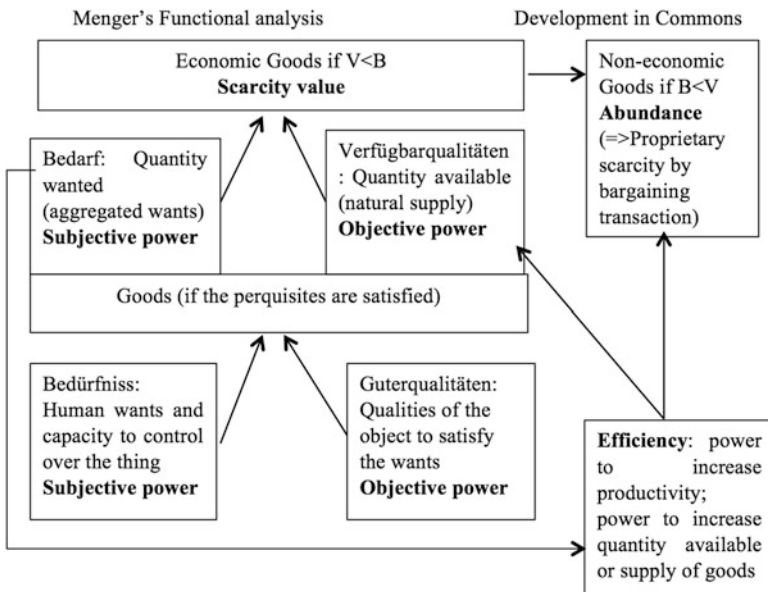 Menger's Functional analysis
Development in Commons
Economic Goods if V<B
Scarcity value
Non-economic
Goods if B<V
Abundance
(=>Proprietary
scarcity by
bargaining
transaction)
Bedarf: Quantity
wanted
(aggregated wants)
Subjective power
Verfügbarqualitäten
: Quantity available
(natural supply)
Objective power
Goods (if the perquisites are satisfied)
Bedürfniss:
Human wants and
capacity to control
over the thing
Subjective power
Guterqualitäten:
Qualities of the
object to satisfy
the wants
Objective power
Efficiency: power
to increase
productivity;
power to increase
quantity available
or supply of goods